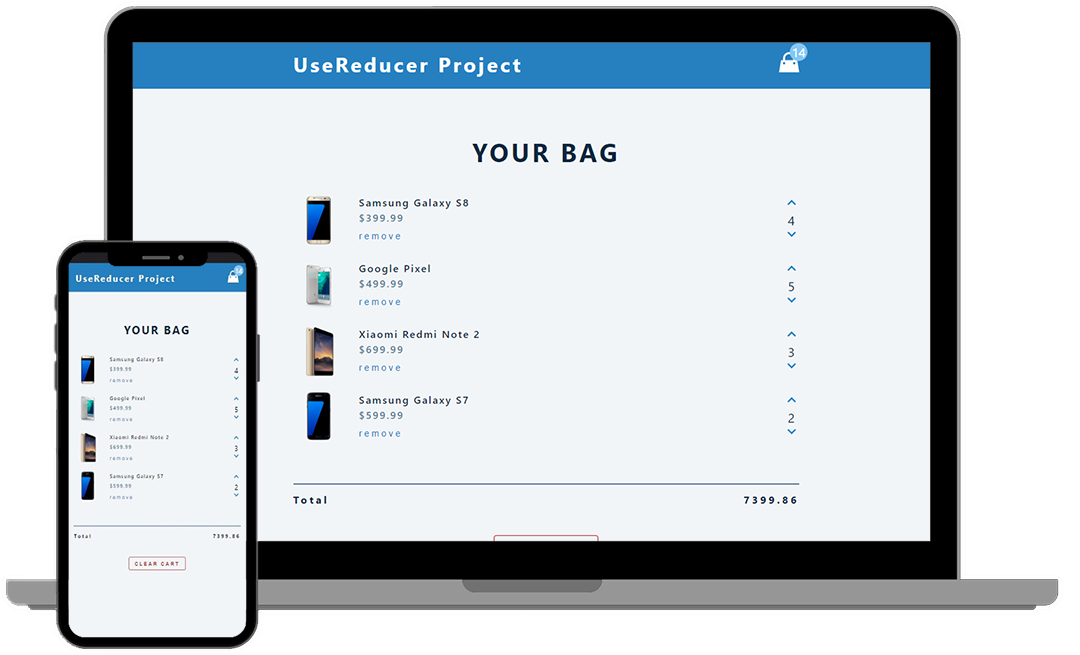 UseReducer Project
14
YOUR BAG
Samsung Galaxy S8
$399.99
remove
4
Google Pixel
$499.99
remove
5
Xiaomi Redmi Note 2
$699.99
remove
3
Samsung Galaxy S7
$599.99
remove
2
Total 7399.86
UseReducer Project
14
YOUR BAG
Samsung Galaxy S8
$399.99
remove
4
Google Pixel
$499.99
remove
5
Xiaomi Redmi Note 2
$699.99
remove
3
Samsung Galaxy S7
$599.99
remove
2
Total 7399.86
CLEAR CART